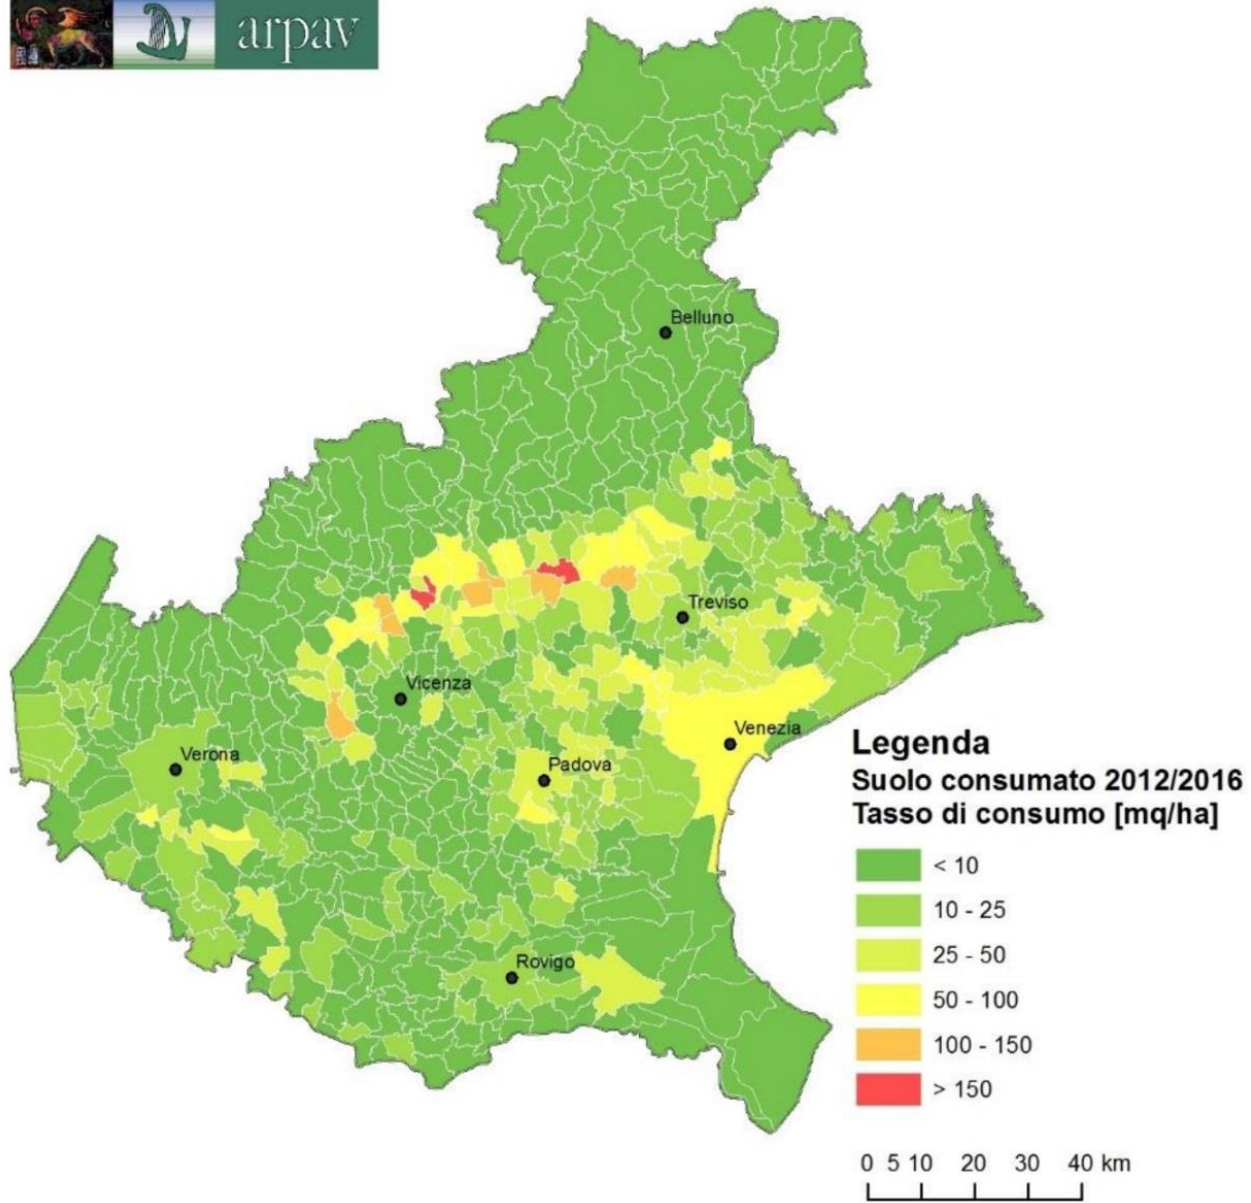 arpav
Belluno
Treviso
Vicenza
Venezia
Verona
Padova
Rovigo
Legenda
Suolo consumato 2012/2016
Tasso di consumo [mq/ha]
< 10
10 - 25
25 - 50
50 - 100
100 - 150
> 150
0 5 10 20 30 40 km